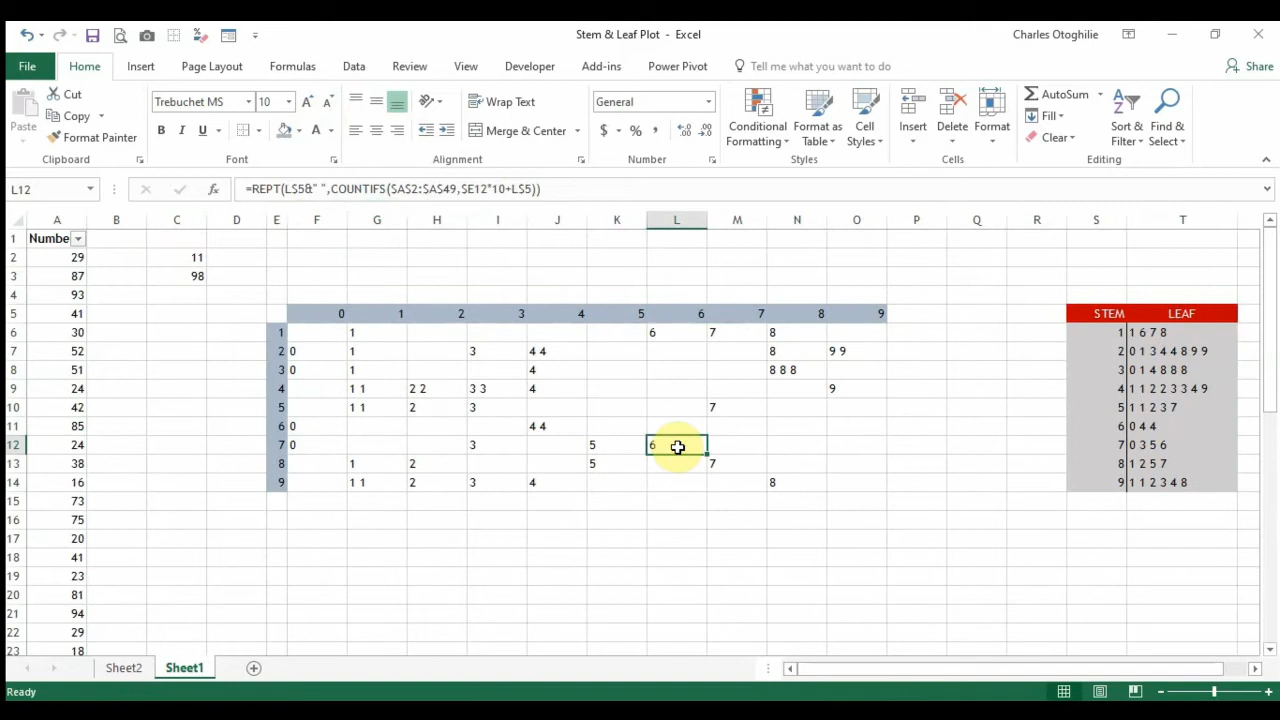 Stem & Leaf Plot - Excel
Charles Otoghilie
File Home Insert Page Layout Formulas Data Review View Developer Add-ins Power Pivot Tell me what you want to do Share
Paste
Cut
Copy
Format Painter
Trebuchet MS 10
B I U
A A
Wrap Text
Merge & Center
General
$ % ,
Conditional Formatting
Format as Table
Cell Styles
Insert
Delete
Format
AutoSum
Fill
Clear
Sort & Filter
Find & Select
Clipboard Font Alignment Number Styles Cells Editing
L12 fx =REPT(L$5&" ",COUNTIFS($A$2:$A$49,$E12*10+L$5))
A B C D E F G H I J K L M N O P Q R S T
1 Numbe
2 29 11
3 87 98
4 93
5 41 0 1 2 3 4 5 6 7 8 9 STEM LEAF
6 30 1 1 6 7 8 1 1 6 7 8
7 52 2 0 1 3 4 4 8 9 9 2 0 1 3 4 4 8 9 9
8 51 3 0 1 4 8 8 8 3 0 1 4 8 8 8
9 24 4 1 1 2 2 3 3 4 9 4 1 1 2 2 3 3 4 9
10 42 5 1 1 2 3 7 5 1 1 2 3 7
11 85 6 0 4 4 6 0 4 4
12 24 7 0 3 5 6 7 0 3 5 6
13 38 8 1 2 5 7 8 1 2 5 7
14 16 9 1 1 2 3 4 8 9 1 1 2 3 4 8
15 73
16 75
17 20
18 41
19 23
20 81
21 94
22 29
23 18
Sheet2 Sheet1
Ready